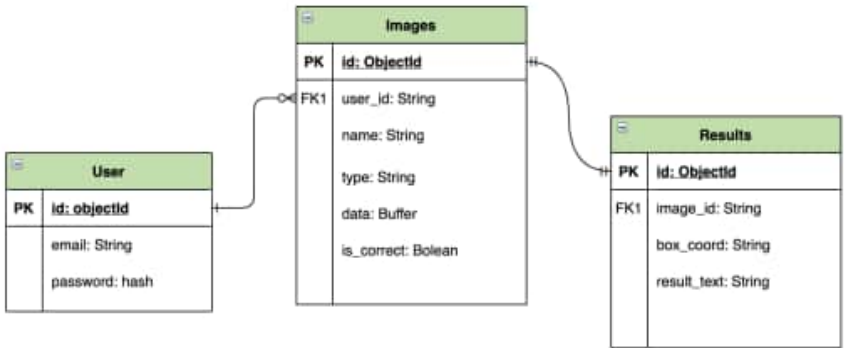 Images
PK id: ObjectId
FK1 user_id: String
name: String
type: String
data: Buffer
is_correct: Bolean
User
PK id: objectId
email: String
password: hash
Results
PK id: ObjectId
FK1 image_id: String
box_coord: String
result_text: String